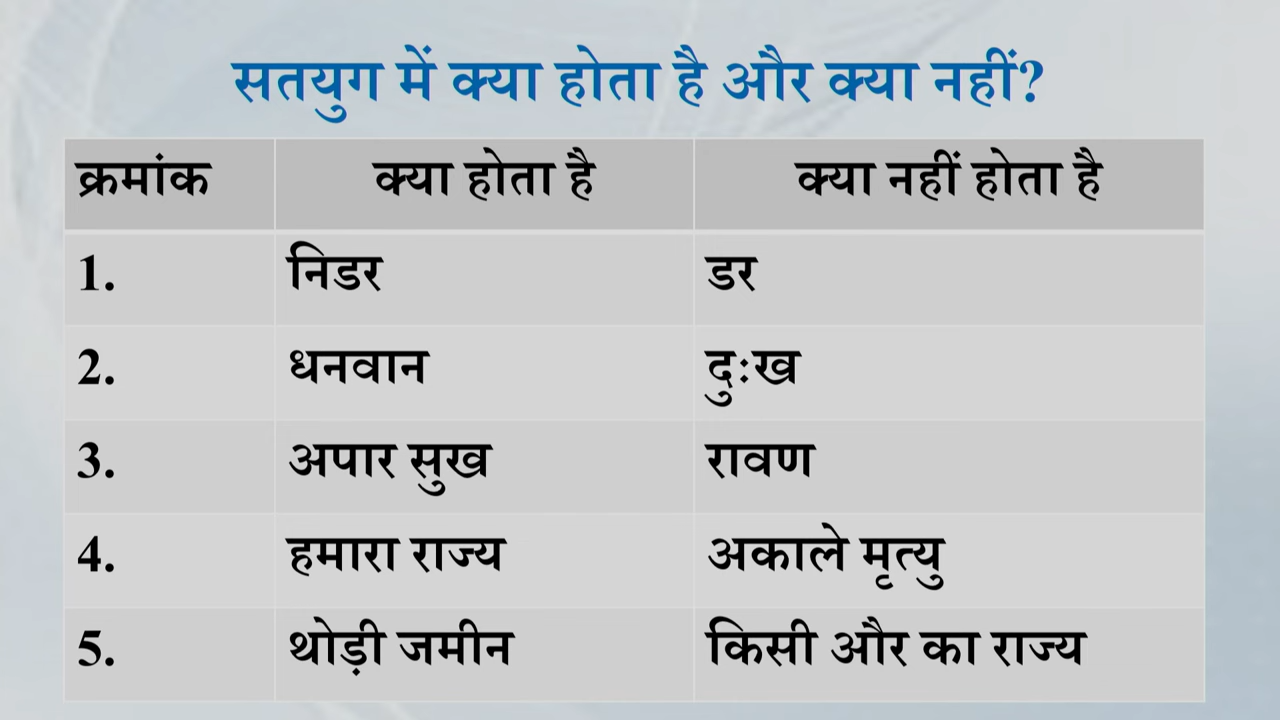 सतयुग में क्या होता है और क्या नहीं?
क्रमांक क्या होता है क्या नहीं होता है
1. निडर डर
2. धनवान दुःख
3. अपार सुख रावण
4. हमारा राज्य अकाले मृत्यु
5. थोड़ी जमीन किसी और का राज्य